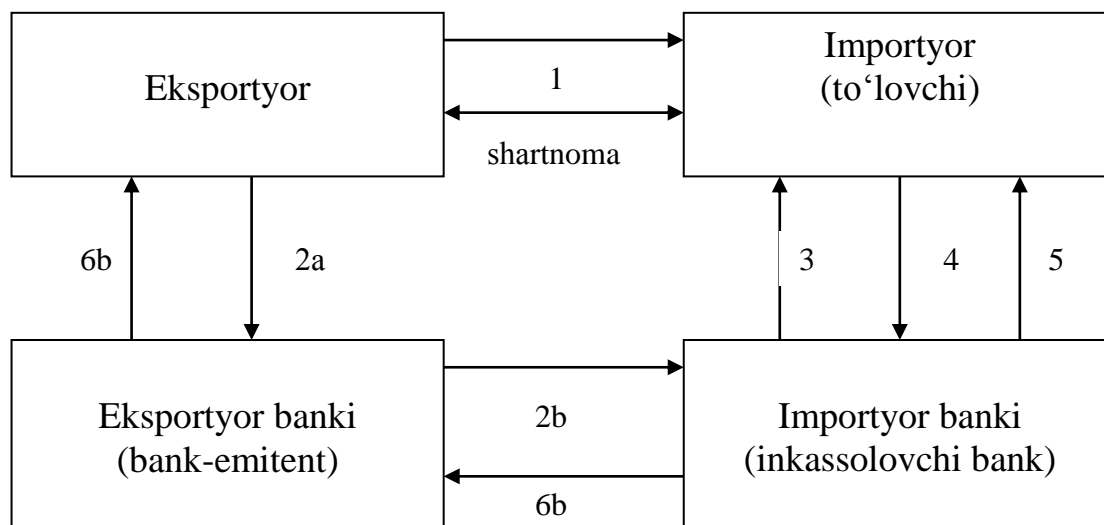 Eksportyor
1
shartnoma
Importyor
(to‘lovchi)
6b
2a
3
4
5
Eksportyor banki
(bank-emitent)
2b
6b
Importyor banki
(inkassolovchi bank)